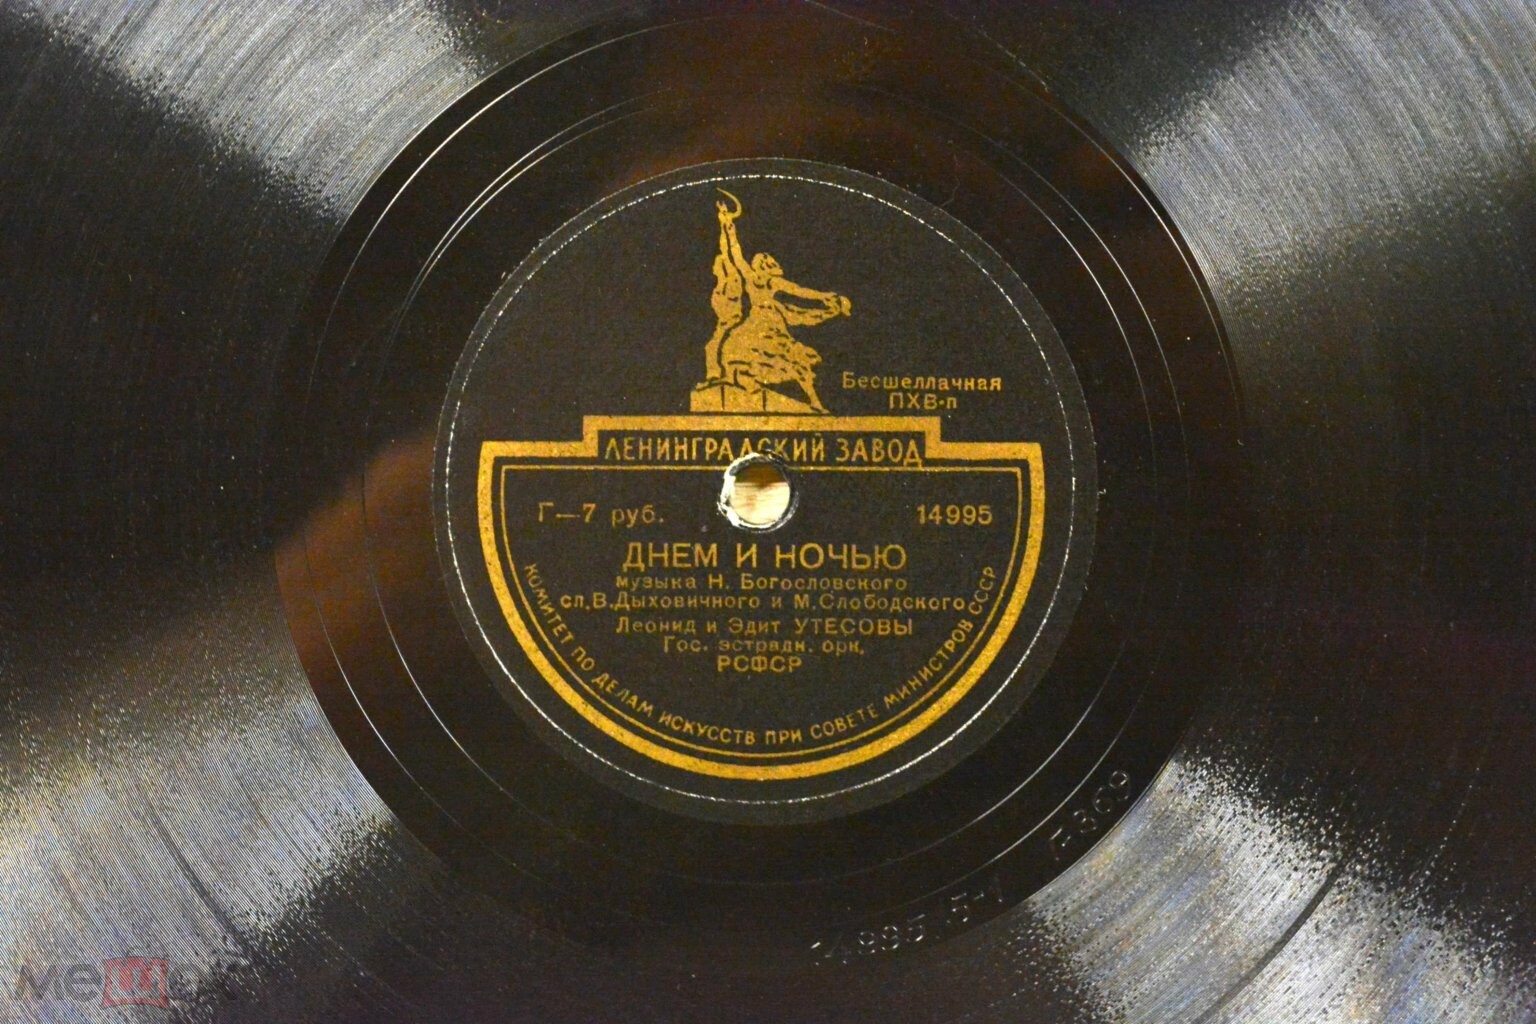 Бесшеллачная
ПХВ-п
ЛЕНИНГРАДСКИЙ ЗАВОД
Г—7 руб. 14995
ДНЕМ И НОЧЬЮ
музыка Н. Богословского
сл. В. Дыховичного и М. Слободского
Леонид и Эдит УТЕСОВЫ
Гос. эстрадн. орк.
РСФСР
КОМИТЕТ ПО ДЕЛАМ ИСКУССТВ ПРИ СОВЕТЕ МИНИСТРОВ СССР
мешок